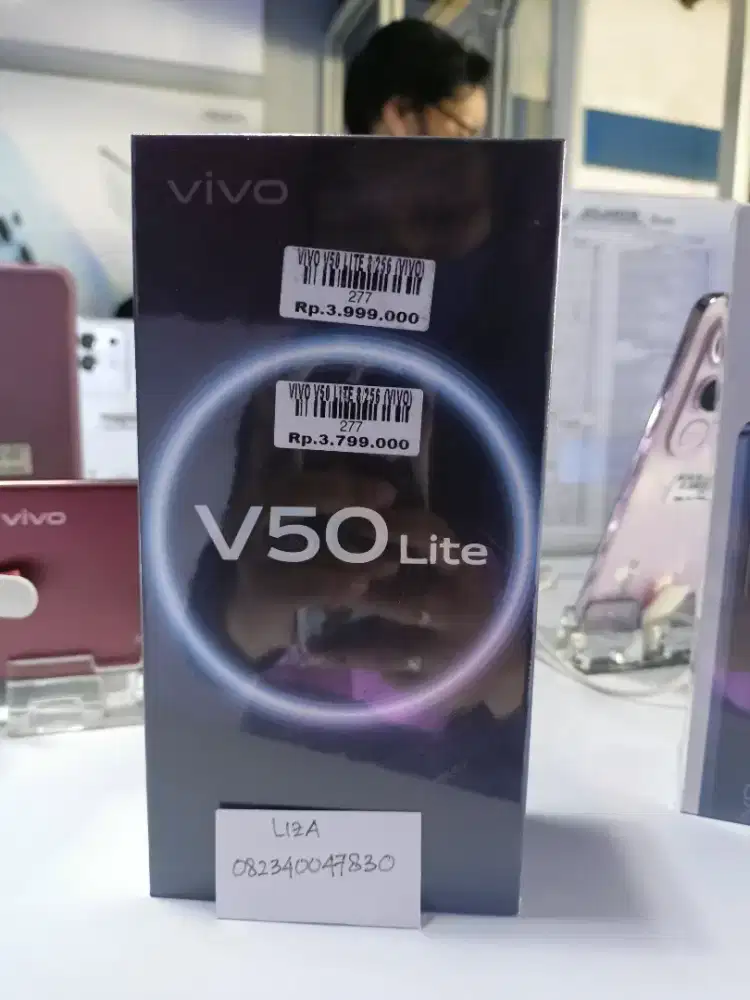 vivo
VIVO V50 LITE 8/256 (VIVO)
277
Rp.3.999.000
VIVO V50 LITE 8/256 (VIVO)
277
Rp.3.799.000
V50 Lite
vivo
LIZA
082340047830